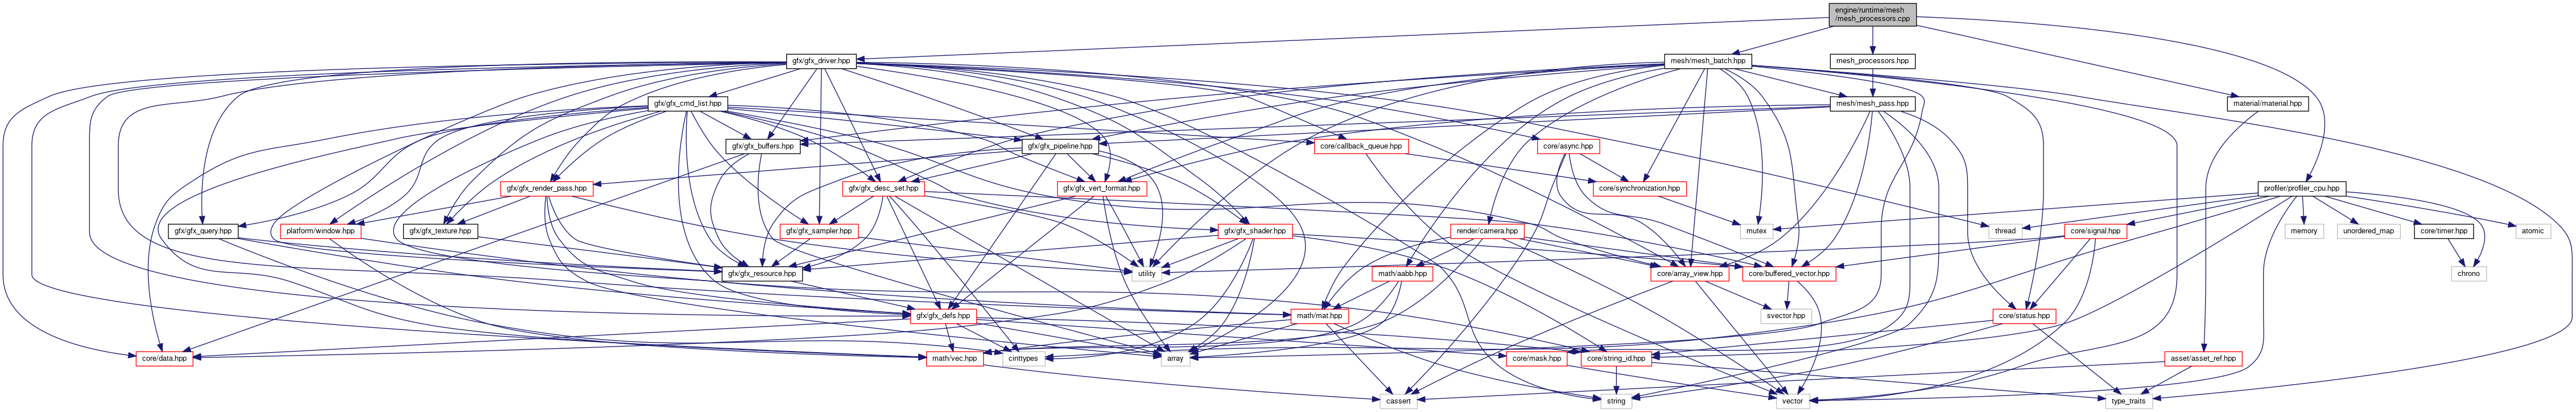 engine/runtime/mesh
/mesh_processors.cpp
gfx/gfx_driver.hpp
mesh/mesh_batch.hpp
mesh_processors.hpp
gfx/gfx_cmd_list.hpp
mesh/mesh_pass.hpp
material/material.hpp
gfx/gfx_buffers.hpp
gfx/gfx_pipeline.hpp
core/callback_queue.hpp
core/async.hpp
gfx/gfx_render_pass.hpp
gfx/gfx_desc_set.hpp
gfx/gfx_vert_format.hpp
core/synchronization.hpp
profiler/profiler_cpu.hpp
gfx/gfx_query.hpp
platform/window.hpp
gfx/gfx_texture.hpp
gfx/gfx_sampler.hpp
gfx/gfx_shader.hpp
render/camera.hpp
mutex
thread
core/signal.hpp
memory
unordered_map
core/timer.hpp
atomic
gfx/gfx_resource.hpp
utility
math/aabb.hpp
core/array_view.hpp
core/buffered_vector.hpp
chrono
gfx/gfx_defs.hpp
math/mat.hpp
svector.hpp
core/status.hpp
core/data.hpp
math/vec.hpp
cinttypes
array
core/mask.hpp
core/string_id.hpp
asset/asset_ref.hpp
cassert
string
vector
type_traits